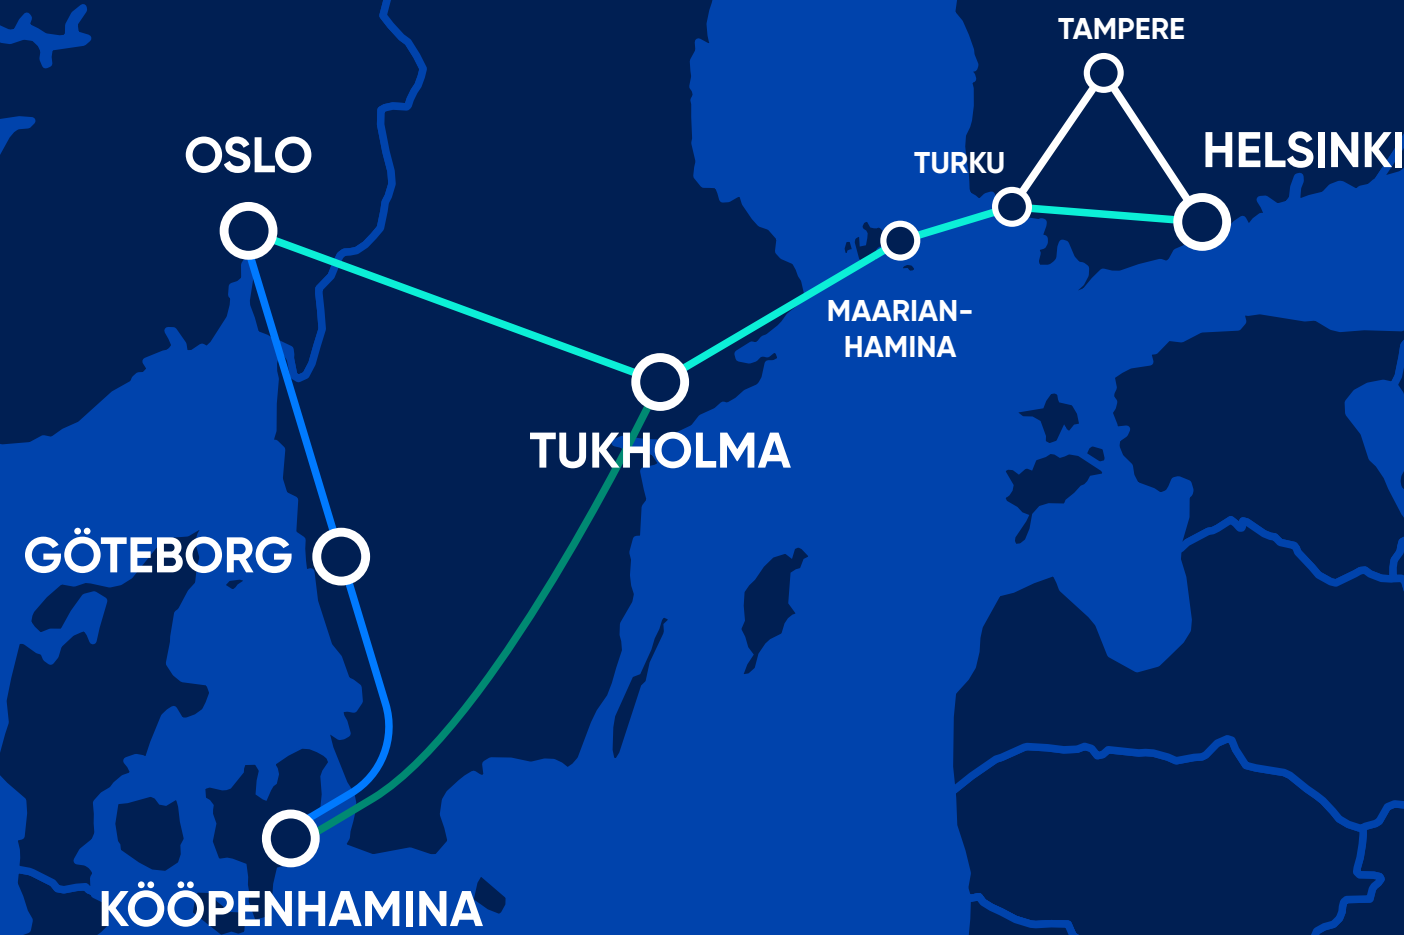 TAMPERE
HELSINKI
OSLO
TURKU
MAARIAN-
HAMINA
TUKHOLMA
GÖTEBORG
KÖÖPENHAMINA